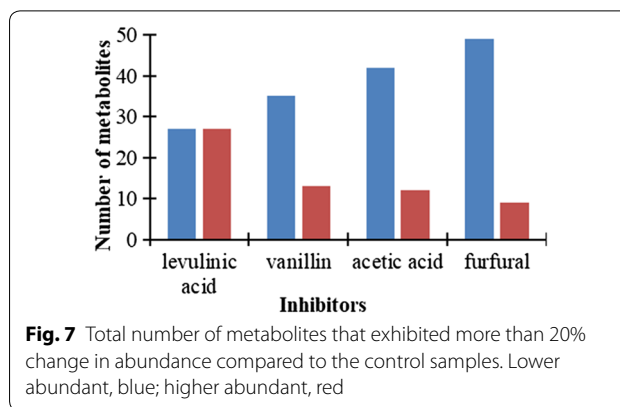 Number of metabolites
50
40
30
20
10
0
levulinic acid
vanillin
acetic acid
furfural
Inhibitors
Fig. 7 Total number of metabolites that exhibited more than 20%
change in abundance compared to the control samples. Lower
abundant, blue; higher abundant, red